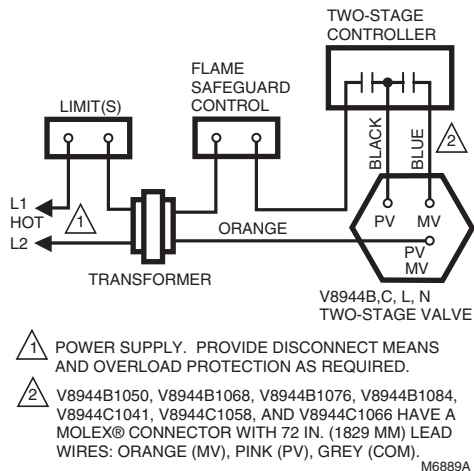 TWO-STAGE
CONTROLLER
FLAME
SAFEGUARD
CONTROL
LIMIT(S)
BLACK
BLUE
2
L1
HOT
1
L2
ORANGE
PV
MV
PV
MV
TRANSFORMER
V8944B,C, L, N
TWO-STAGE VALVE
1 POWER SUPPLY. PROVIDE DISCONNECT MEANS
AND OVERLOAD PROTECTION AS REQUIRED.
2 V8944B1050, V8944B1068, V8944B1076, V8944B1084,
V8944C1041, V8944C1058, AND V8944C1066 HAVE A
MOLEX® CONNECTOR WITH 72 IN. (1829 MM) LEAD
WIRES: ORANGE (MV), PINK (PV), GREY (COM).
M6889A